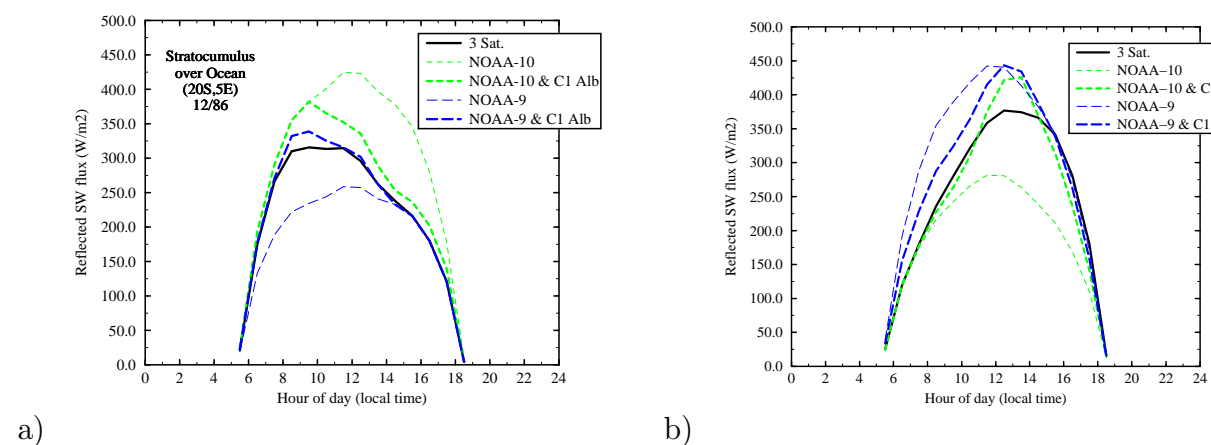 500.0
450.0
400.0
350.0
300.0
250.0
200.0
150.0
100.0
50.0
0.0
Reflected SW flux (W/m2)
Stratocumulus
over Ocean
(20S,5E)
12/86
3 Sat.
NOAA-10
NOAA-10 & C1 Alb
NOAA-9
NOAA-9 & C1 Alb
0 2 4 6 8 10 12 14 16 18 20 22 24
Hour of day (local time)
a)
500.0
450.0
400.0
350.0
300.0
250.0
200.0
150.0
100.0
50.0
0.0
Reflected SW flux (W/m2)
3 Sat.
NOAA−10
NOAA−10 & C
NOAA−9
NOAA−9 & C1
0 2 4 6 8 10 12 14 16 18 20 22 24
Hour of day (local time)
b)